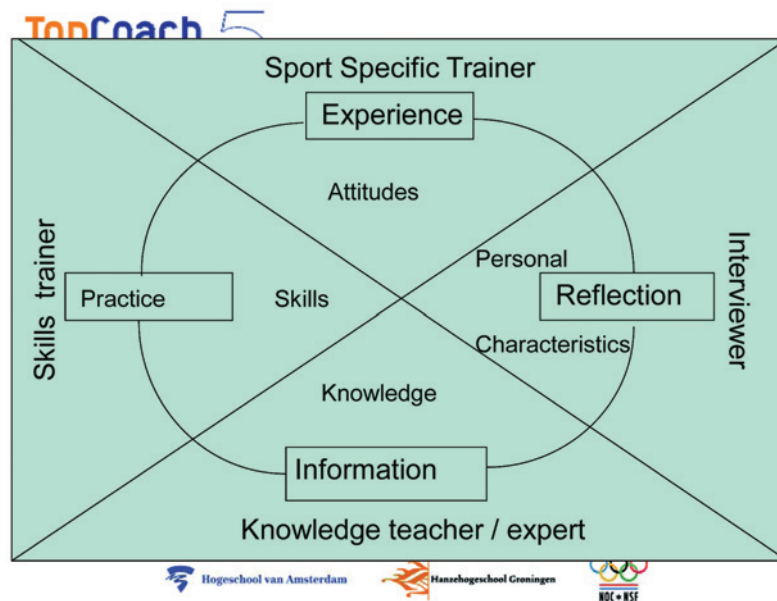 TopCoach 5
Sport Specific Trainer
Experience
Attitudes
Skills trainer
Practice
Skills
Personal
Reflection
Characteristics
Interviewer
Knowledge
Information
Knowledge teacher / expert
Hogeschool van Amsterdam
Hanzehogeschool Groningen
NOC*NSF